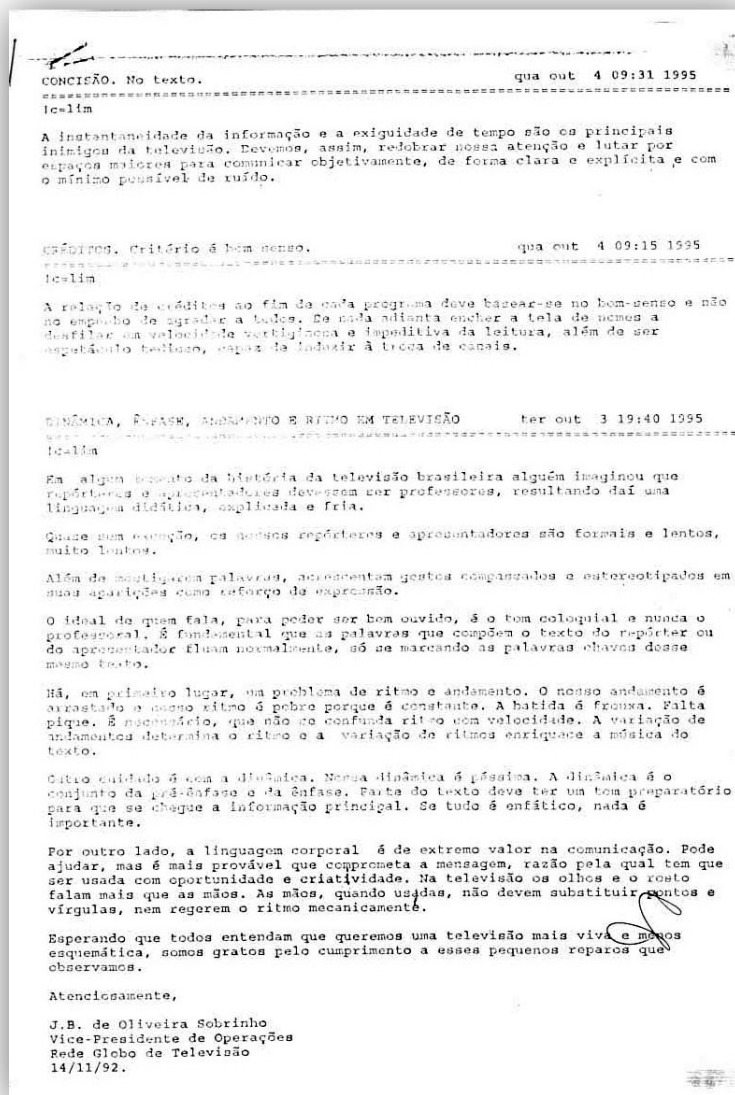 CONCISÃO. No texto. qua out 4 09:31 1995
================================================================================
lc=lim
A instantaneidade da informação e a exiguidade de tempo são os principais
inimigos da televisão. Devemos, assim, redobrar nossa atenção e lutar por
espaços maiores para comunicar objetivamente, de forma clara e explícita e com
o mínimo possível de ruído.
CRÉDITOS. Critério é bom senso. qua out 4 09:15 1995
================================================================================
lc=lim
A relação de créditos ao fim de cada programa deve basear-se no bom-senso e não
no empenho de agradar a todos. De nada adianta encher a tela de nomes a
desfilar em velocidade vertiginosa e impeditiva da leitura, além de ser
espetáculo tedioso, capaz de induzir à troca de canais.
DINÂMICA, ÊNFASE, ANDAMENTO E RITMO EM TELEVISÃO ter out 3 19:40 1995
================================================================================
lc=lim
Em algum momento da história da televisão brasileira alguém imaginou que
repórteres e apresentadores devessem ser professores, resultando daí uma
linguagem didática, explicada e fria.
Quase sem exceção, os nossos repórteres e apresentadores são formais e lentos,
muito lentos.
Além de mastigarem palavras, acrescentam gestos compassados e estereotipados em
suas aparições como reforço de expressão.
O ideal de quem fala, para poder ser bem ouvido, é o tom coloquial e nunca o
professoral. É fundamental que as palavras que compõem o texto do repórter ou
do apresentador fluam normalmente, só se marcando as palavras chaves desse
mesmo texto.
Há, em primeiro lugar, um problema de ritmo e andamento. O nosso andamento é
arrastado e nosso ritmo é pobre porque é constante. A batida é frouxa. Falta
pique. É necessário, que não se confunda ritmo com velocidade. A variação de
andamentos determina o ritmo e a variação de ritmos enriquece a música do
texto.
Outro cuidado é com a dinâmica. Nossa dinâmica é péssima. A dinâmica é o
conjunto da pré-ênfase e da ênfase. Parte do texto deve ter um tom preparatório
para que se chegue a informação principal. Se tudo é enfático, nada é
importante.
Por outro lado, a linguagem corporal é de extremo valor na comunicação. Pode
ajudar, mas é mais provável que comprometa a mensagem, razão pela qual tem que
ser usada com oportunidade e criatividade. Na televisão os olhos e o rosto
falam mais que as mãos. As mãos, quando usadas, não devem substituir pontos e
vírgulas, nem regerem o ritmo mecanicamente.
Esperando que todos entendam que queremos uma televisão mais viva e menos
esquemática, somos gratos pelo cumprimento a esses pequenos reparos que
observamos.
Atenciosamente,
J.B. de Oliveira Sobrinho
Vice-Presidente de Operações
Rede Globo de Televisão
14/11/92.